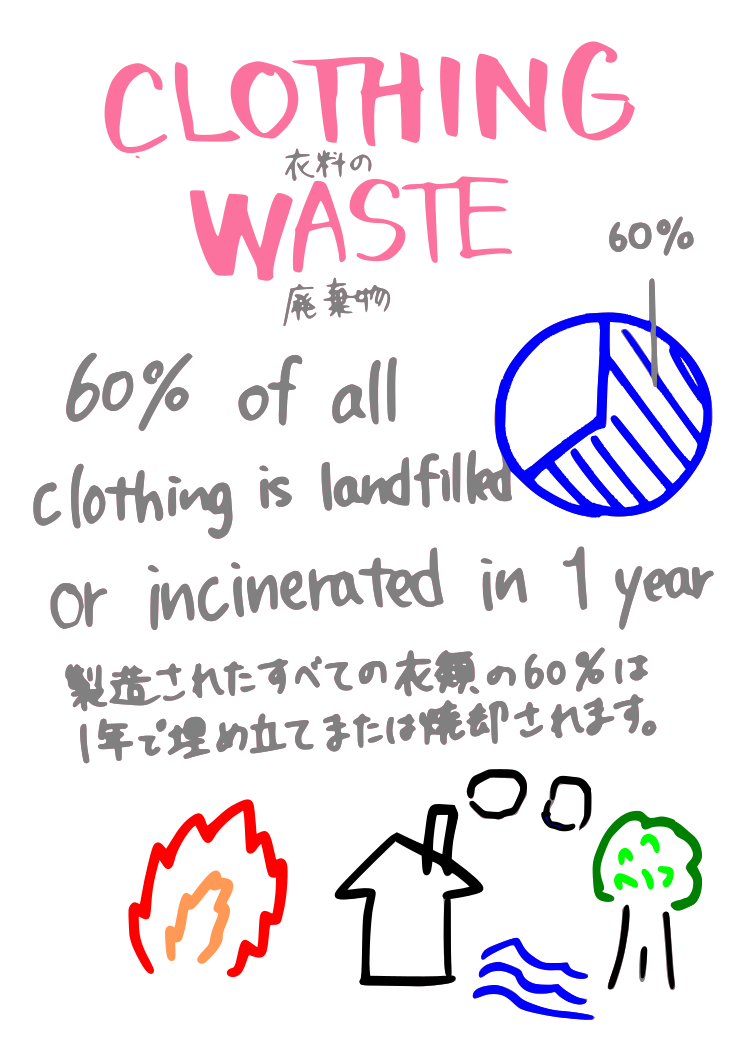 CLOTHING
衣料の
WASTE
廃棄物
60%
60% of all
clothing is landfilled
or incinerated in 1 year
製造されたすべての衣類の60%は
1年で埋め立てまたは焼却されます。